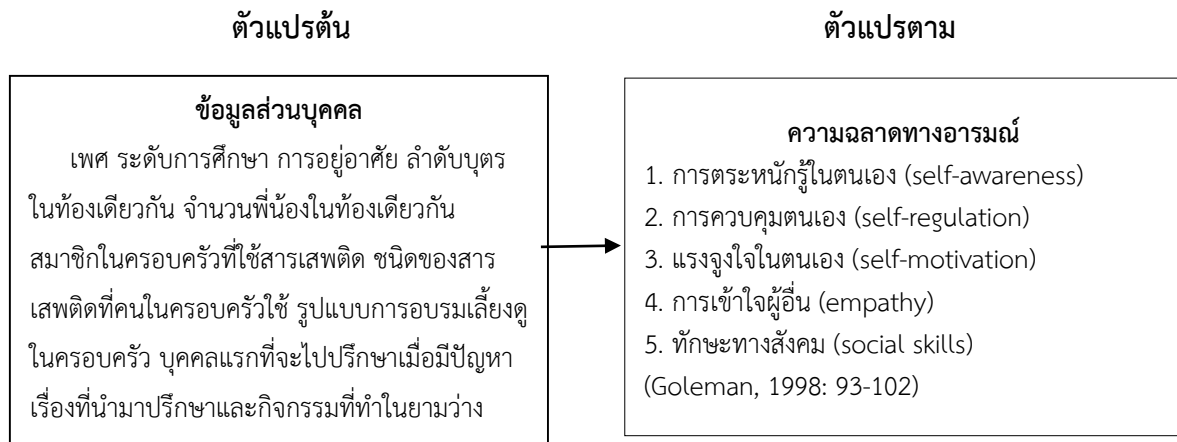 ตัวแปรต้น
ตัวแปรตาม
ข้อมูลส่วนบุคคล
เพศ ระดับการศึกษา การอยู่อาศัย ลำดับบุตร
ในท้องเดียวกัน จำนวนพี่น้องในท้องเดียวกัน
สมาชิกในครอบครัวที่ใช้สารเสพติด ชนิดของสาร
เสพติดที่คนในครอบครัวใช้ รูปแบบการอบรมเลี้ยงดู
ในครอบครัว บุคคลแรกที่จะไปปรึกษาเมื่อมีปัญหา
เรื่องที่นำมาปรึกษาและกิจกรรมที่ทำในยามว่าง
ความฉลาดทางอารมณ์
1. การตระหนักรู้ในตนเอง (self-awareness)
2. การควบคุมตนเอง (self-regulation)
3. แรงจูงใจในตนเอง (self-motivation)
4. การเข้าใจผู้อื่น (empathy)
5. ทักษะทางสังคม (social skills)
(Goleman, 1998: 93-102)